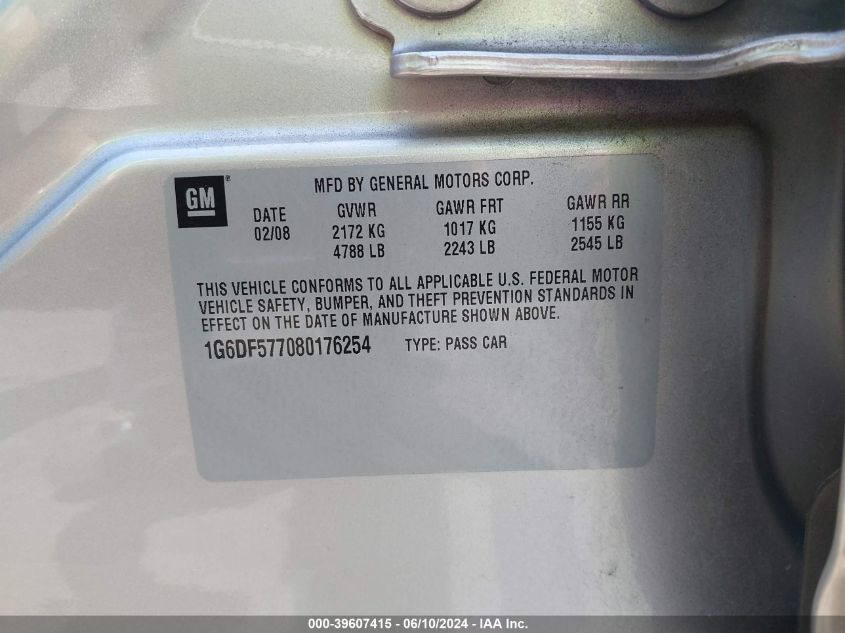 GM
MFD BY GENERAL MOTORS CORP.
DATE GVWR GAWR FRT GAWR RR
02/08 2172 KG 1017 KG 1155 KG
4788 LB 2243 LB 2545 LB
THIS VEHICLE CONFORMS TO ALL APPLICABLE U.S. FEDERAL MOTOR
VEHICLE SAFETY, BUMPER, AND THEFT PREVENTION STANDARDS IN
EFFECT ON THE DATE OF MANUFACTURE SHOWN ABOVE.
1G6DF577080176254 TYPE: PASS CAR
000-39607415 - 06/10/2024 - IAA Inc.